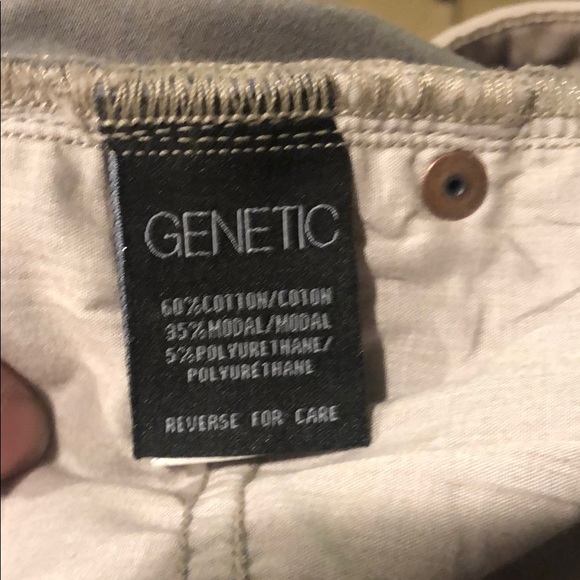 GENETIC
60%COTTON/COTON
35%MODAL/MODAL
5%POLYURETHANE/
POLYURETHANE
REVERSE FOR CARE